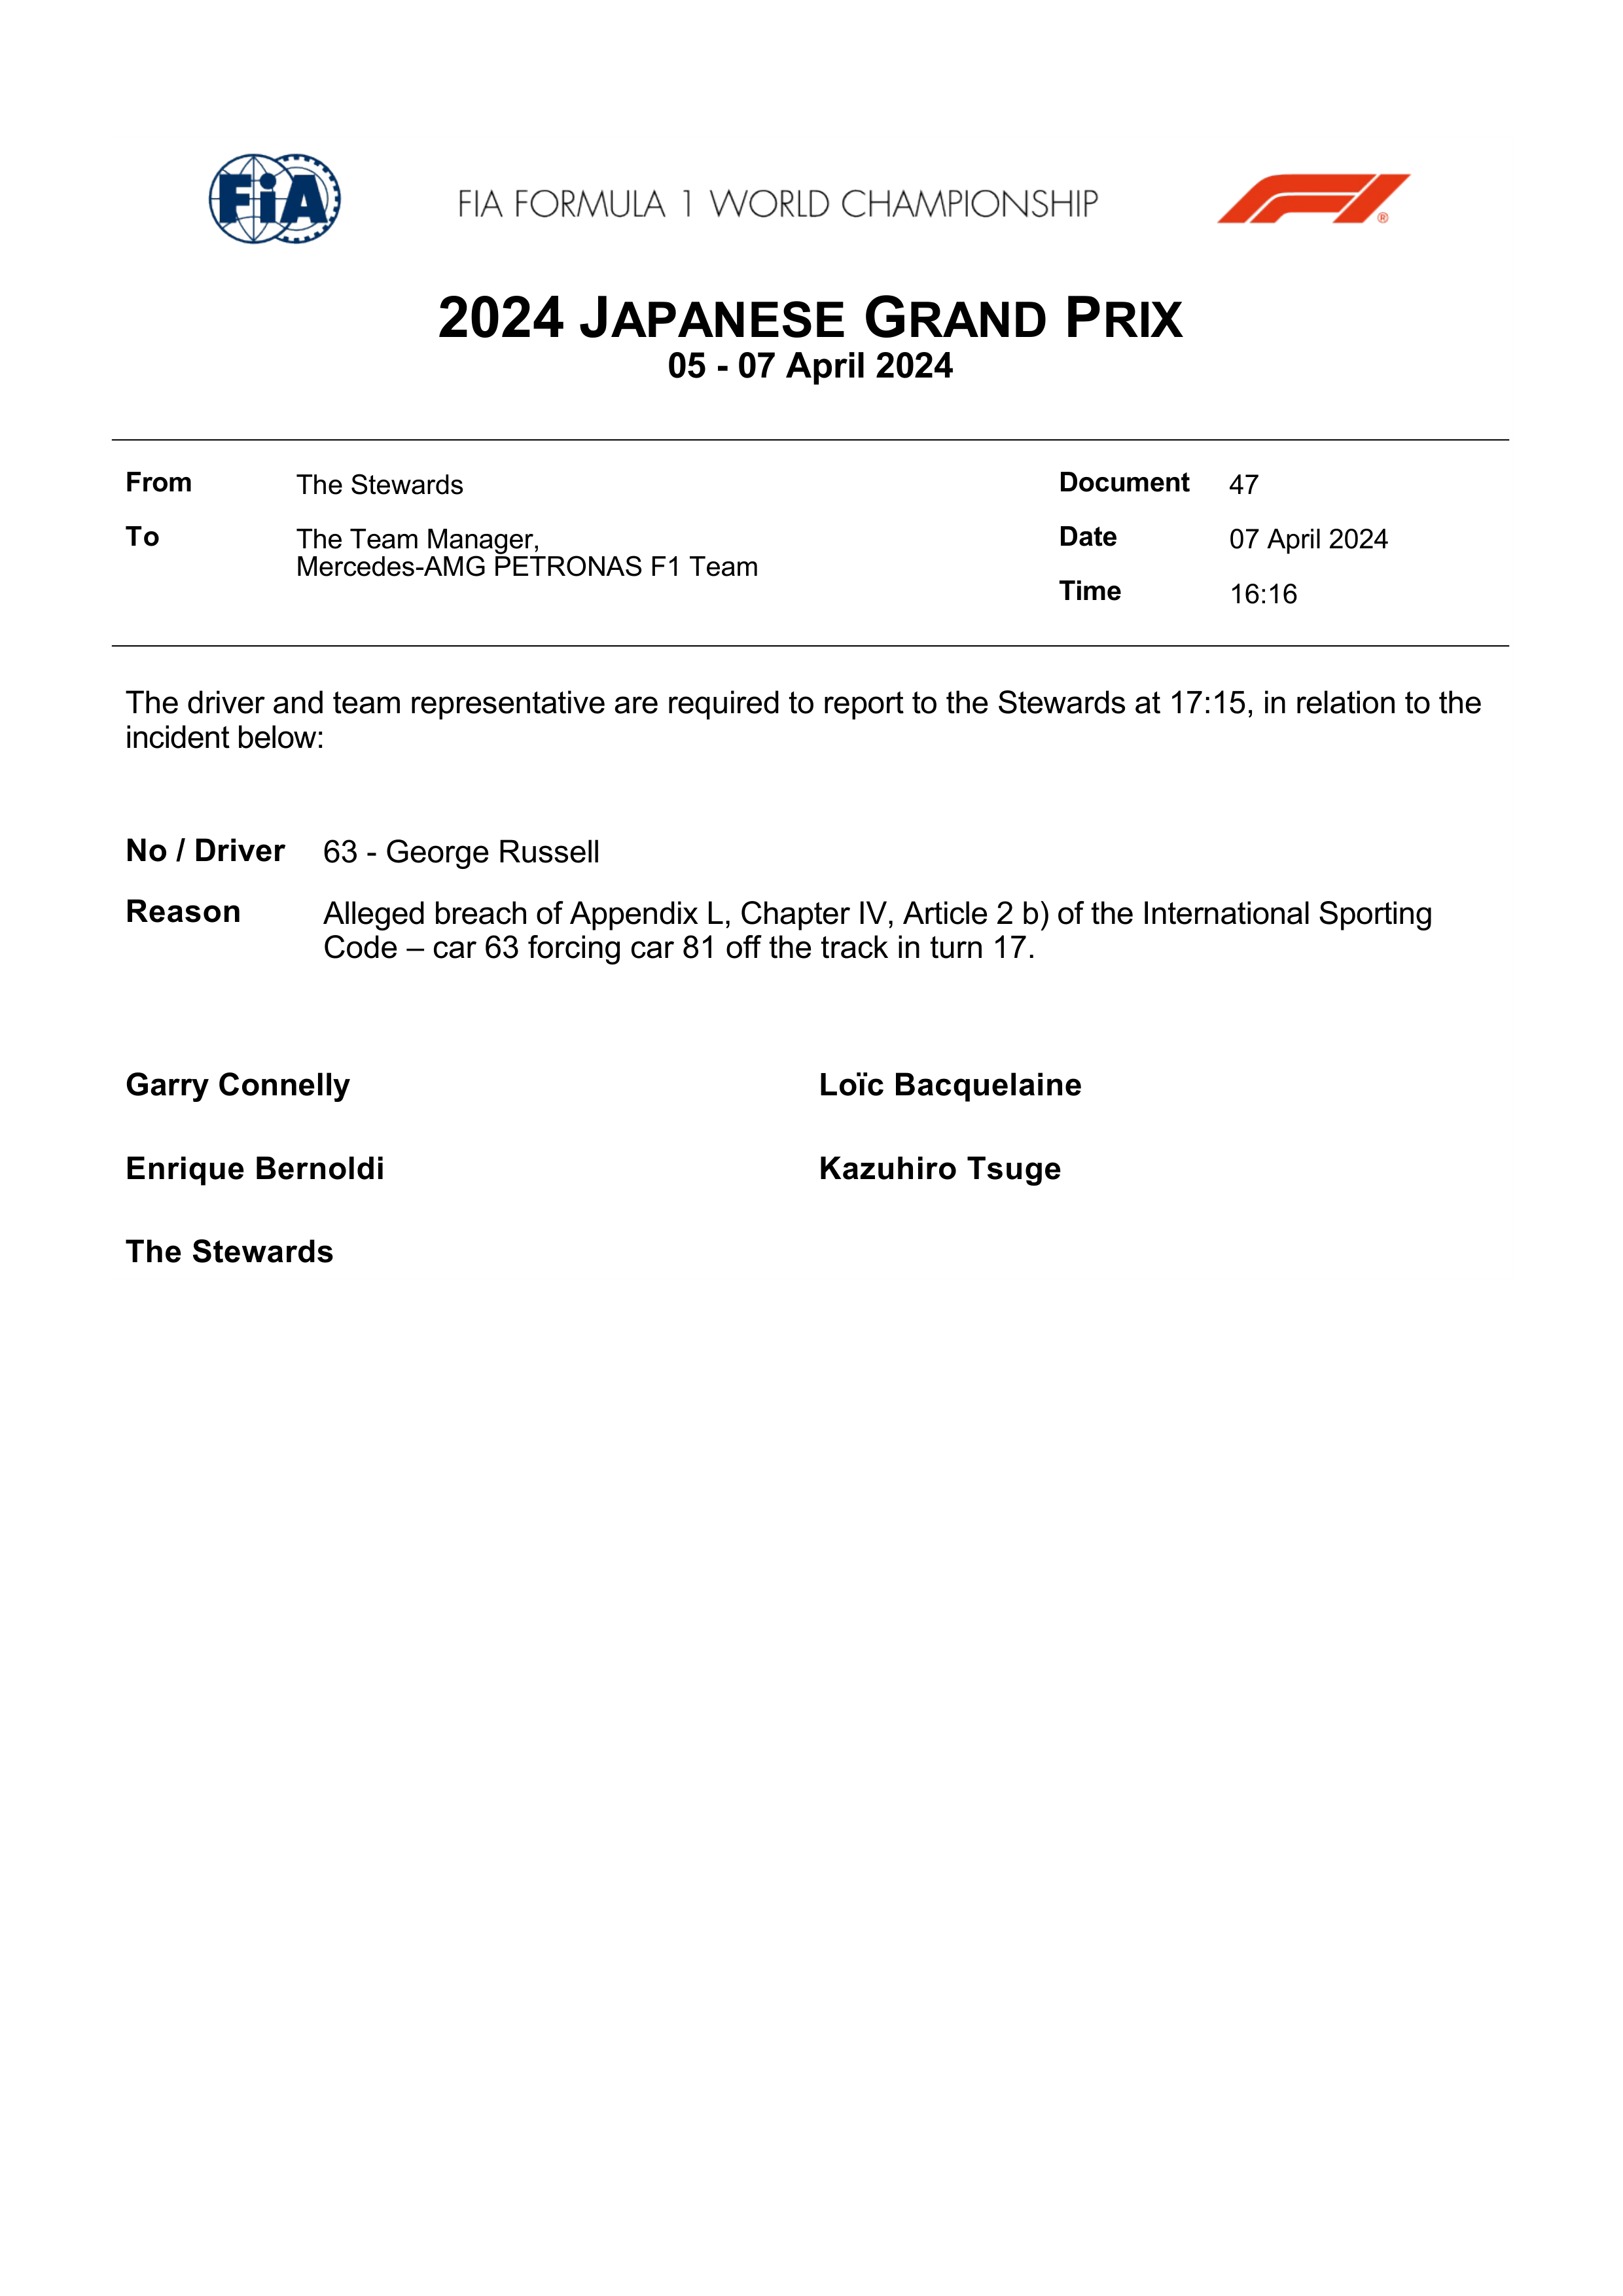 FiA
FIA FORMULA 1 WORLD CHAMPIONSHIP
F1®
2024 JAPANESE GRAND PRIX
05 - 07 April 2024
From The Stewards Document 47
To The Team Manager, Date 07 April 2024
Mercedes-AMG PETRONAS F1 Team
Time 16:16
The driver and team representative are required to report to the Stewards at 17:15, in relation to the
incident below:
No / Driver 63 - George Russell
Reason Alleged breach of Appendix L, Chapter IV, Article 2 b) of the International Sporting
Code – car 63 forcing car 81 off the track in turn 17.
Garry Connelly Loïc Bacquelaine
Enrique Bernoldi Kazuhiro Tsuge
The Stewards